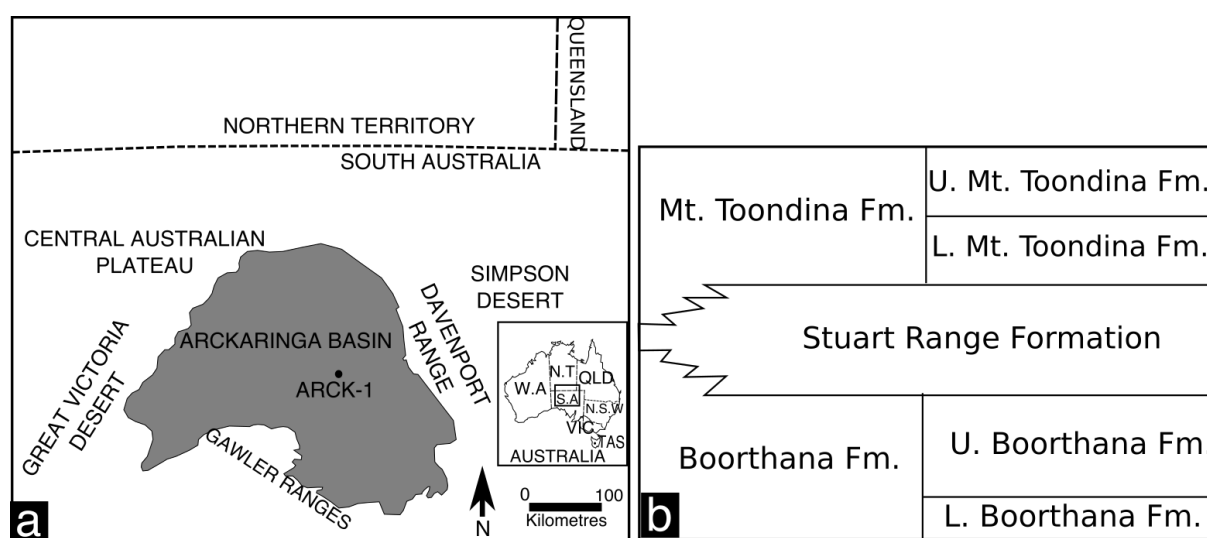 QUEENSLAND
NORTHERN TERRITORY
SOUTH AUSTRALIA
CENTRAL AUSTRALIAN
PLATEAU
SIMPSON
DESERT
DAVENPORT
RANGE
GREAT VICTORIA
DESERT
ARCKARINGA BASIN
ARCK-1
GAWLER RANGES
W.A
N.T
QLD
S.A
N.S.W
VIC
TAS
AUSTRALIA
0 100
Kilometres
N
a
Mt. Toondina Fm.
U. Mt. Toondina Fm.
L. Mt. Toondina Fm.
Stuart Range Formation
Boorthana Fm.
U. Boorthana Fm.
L. Boorthana Fm.
b